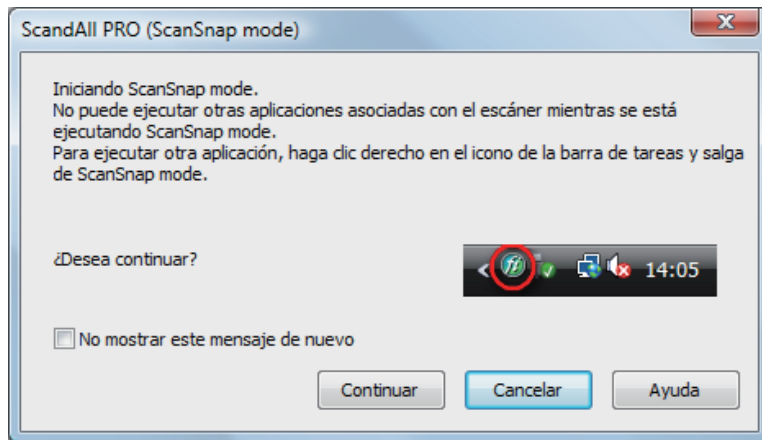 ScandAll PRO (ScanSnap mode)
Iniciando ScanSnap mode.
No puede ejecutar otras aplicaciones asociadas con el escáner mientras se está
ejecutando ScanSnap mode.
Para ejecutar otra aplicación, haga clic derecho en el icono de la barra de tareas y salga
de ScanSnap mode.
¿Desea continuar?
fi
14:05
No mostrar este mensaje de nuevo
Continuar
Cancelar
Ayuda